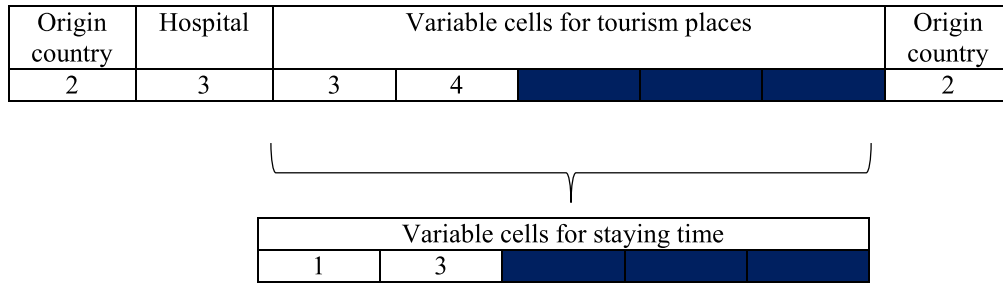 Origin country Hospital Variable cells for tourism places Origin country
2 3 3 4 2
Variable cells for staying time
1 3